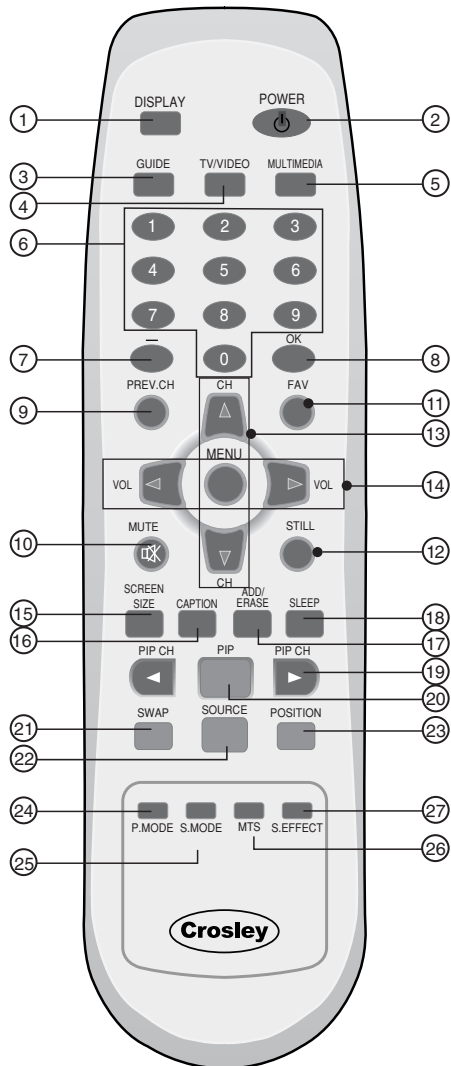 DISPLAY POWER
1 2
GUIDE TV/VIDEO MULTIMEDIA
3 4 5
6
1 2 3
4 5 6
7 8 9
– 0 OK
7 8
PREV.CH CH FAV
9 11
13
MENU
VOL VOL
14
MUTE STILL
10 12
CH
SCREEN SIZE CAPTION ADD/ERASE SLEEP
15 16 17 18
PIP CH PIP PIP CH
19
20
SWAP SOURCE POSITION
21 22 23
24 27
P.MODE S.MODE MTS S.EFFECT
25 26
Crosley